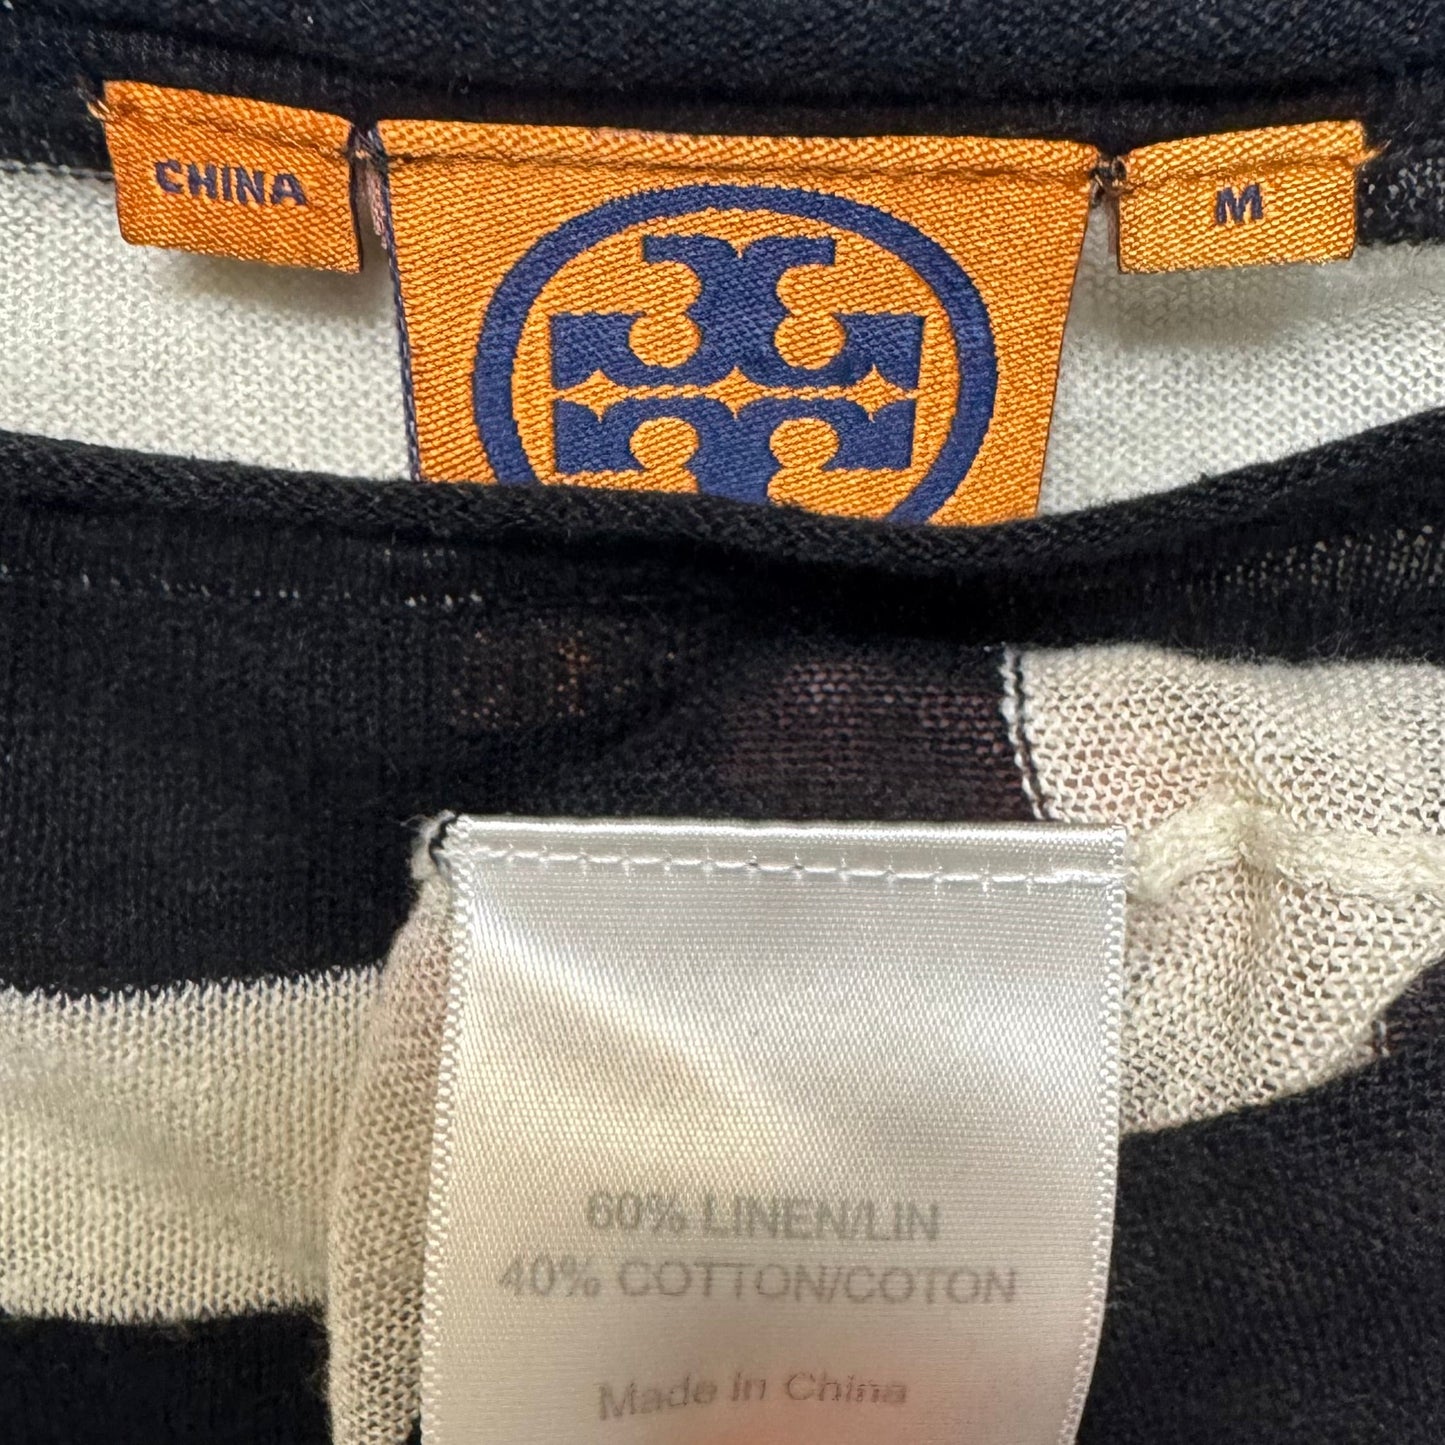 CHINA
M
60% LINEN/LIN
40% COTTON/COTON
Made In China